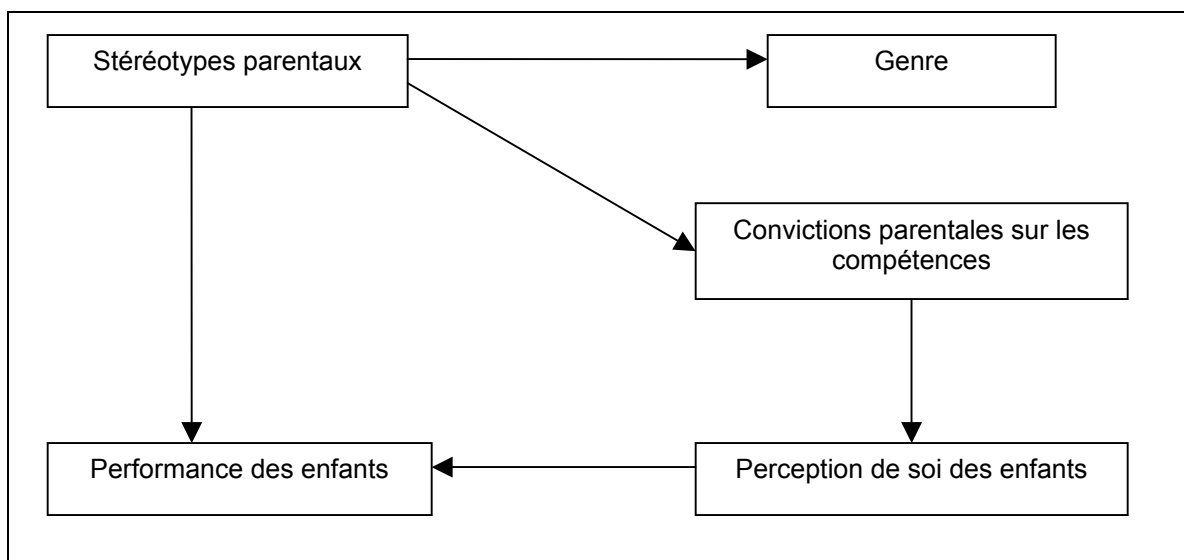 Stéréotypes parentaux
Genre
Convictions parentales sur les
compétences
Performance des enfants
Perception de soi des enfants